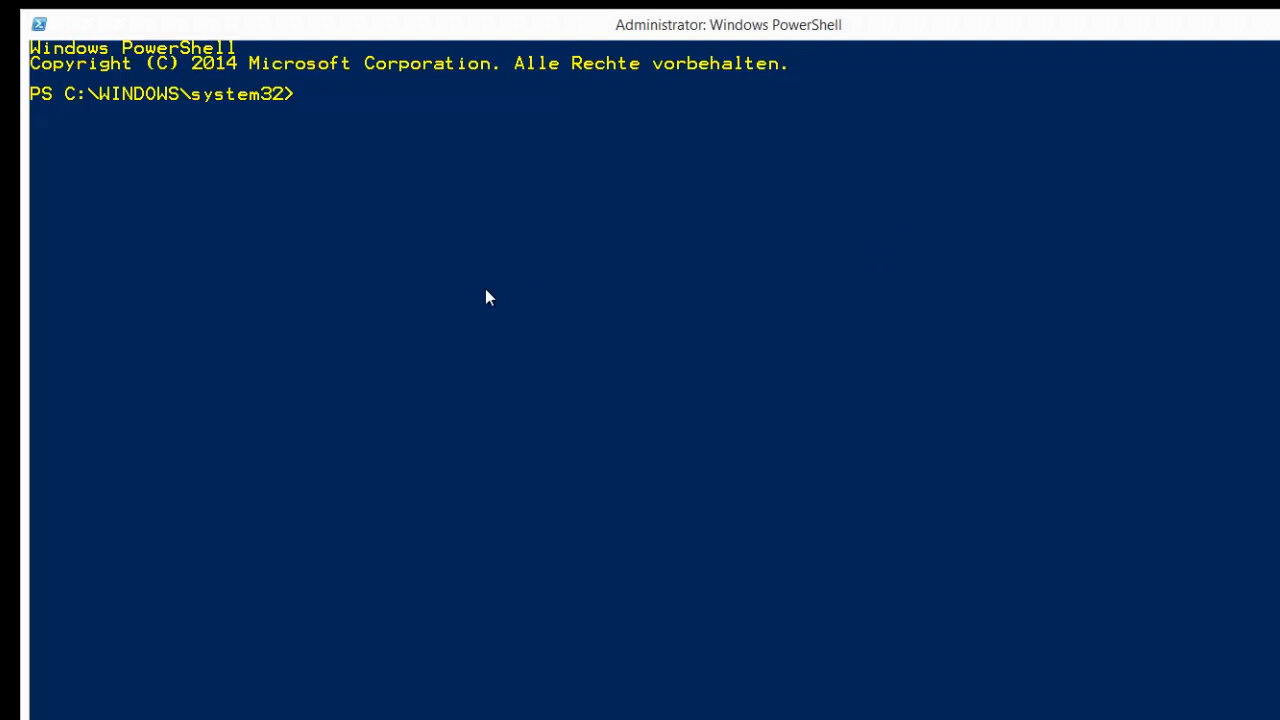 Administrator: Windows PowerShell
Windows PowerShell
Copyright (C) 2014 Microsoft Corporation. Alle Rechte vorbehalten.
PS C:\WINDOWS\system32>